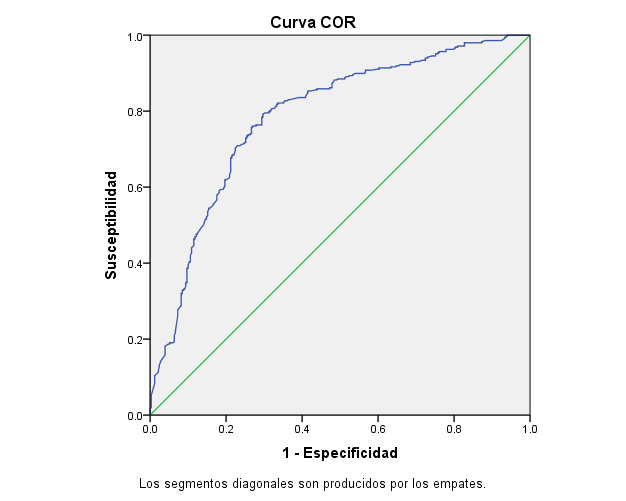 Curva COR
1.0
0.8
0.6
0.4
0.2
0.0
Susceptibilidad
0.0 0.2 0.4 0.6 0.8 1.0
1 - Especificidad
Los segmentos diagonales son producidos por los empates.